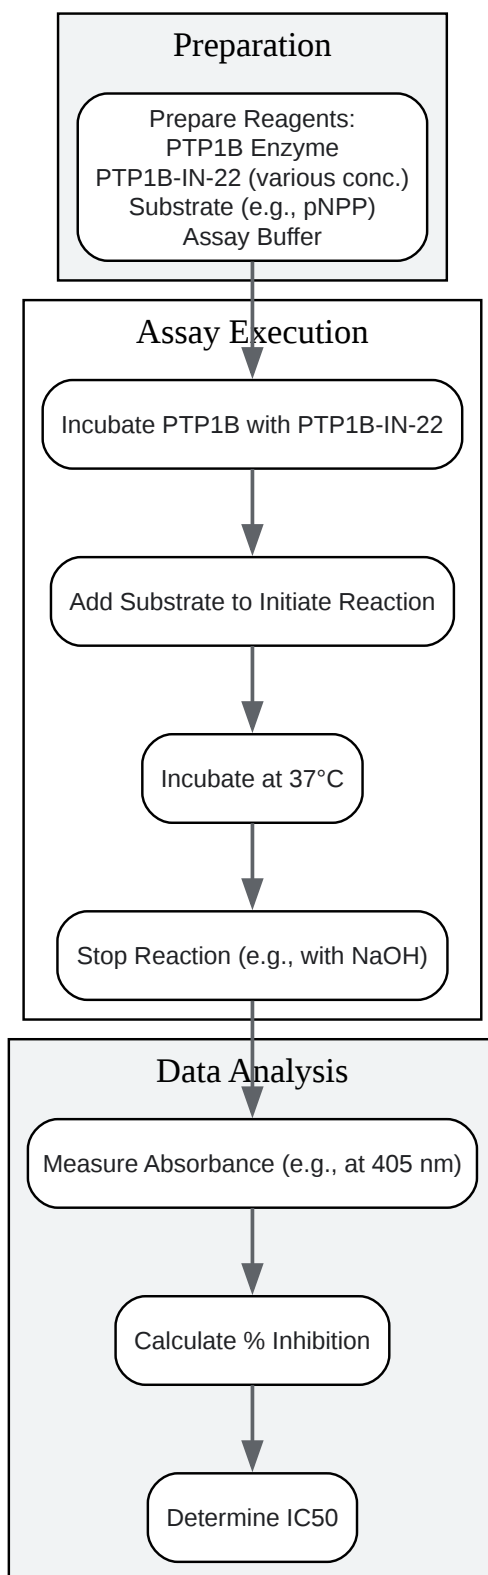 Preparation
Prepare Reagents:
PTP1B Enzyme
PTP1B-IN-22 (various conc.)
Substrate (e.g., pNPP)
Assay Buffer
Assay Execution
Incubate PTP1B with PTP1B-IN-22
Add Substrate to Initiate Reaction
Incubate at 37°C
Stop Reaction (e.g., with NaOH)
Data Analysis
Measure Absorbance (e.g., at 405 nm)
Calculate % Inhibition
Determine IC50